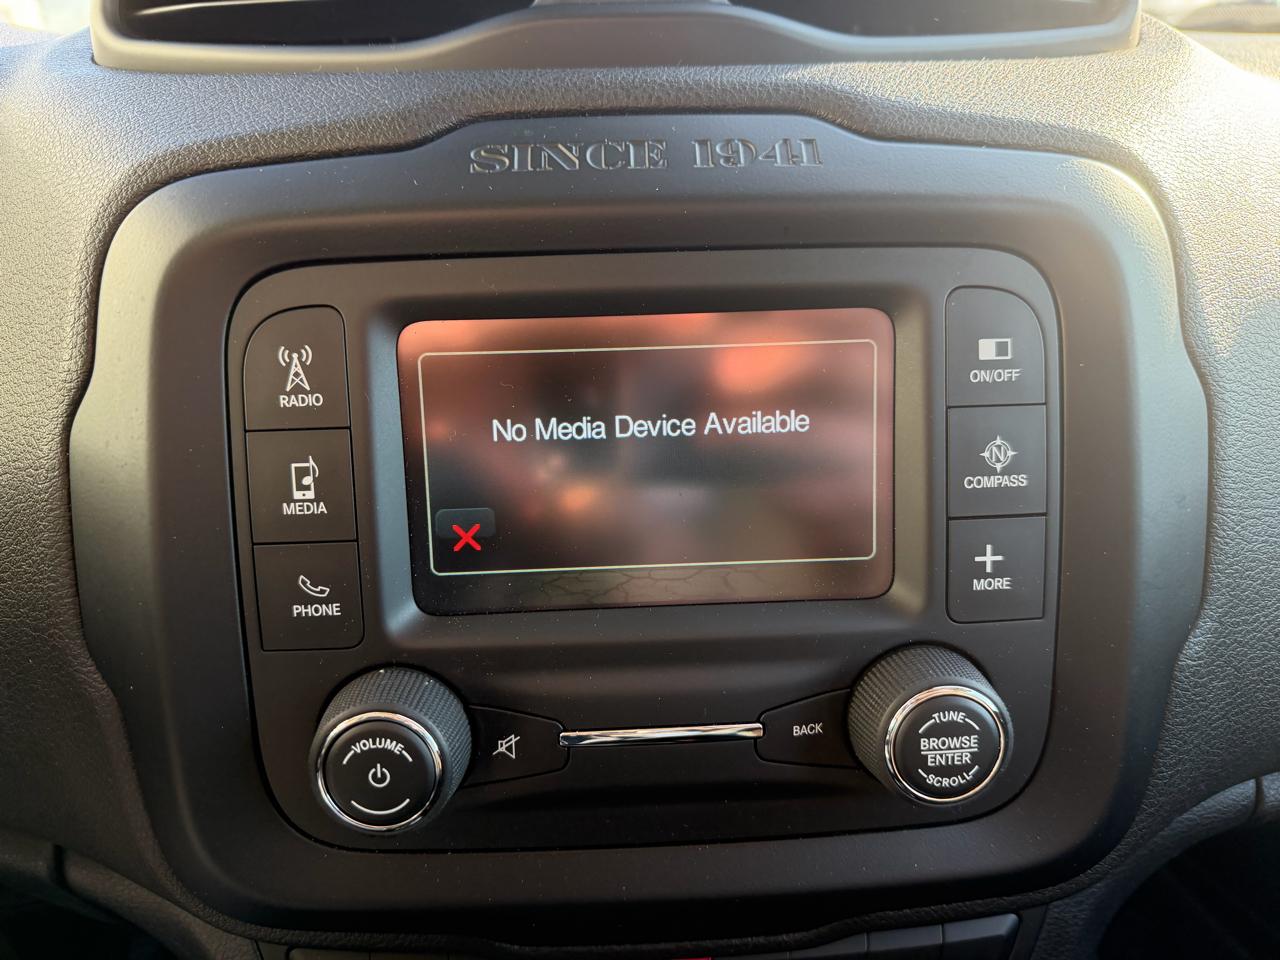 SINCE 1941
No Media Device Available
RADIO
MEDIA
PHONE
ON/OFF
N
COMPASS
MORE
VOLUME
BACK
TUNE
BROWSE
ENTER
SCROLL